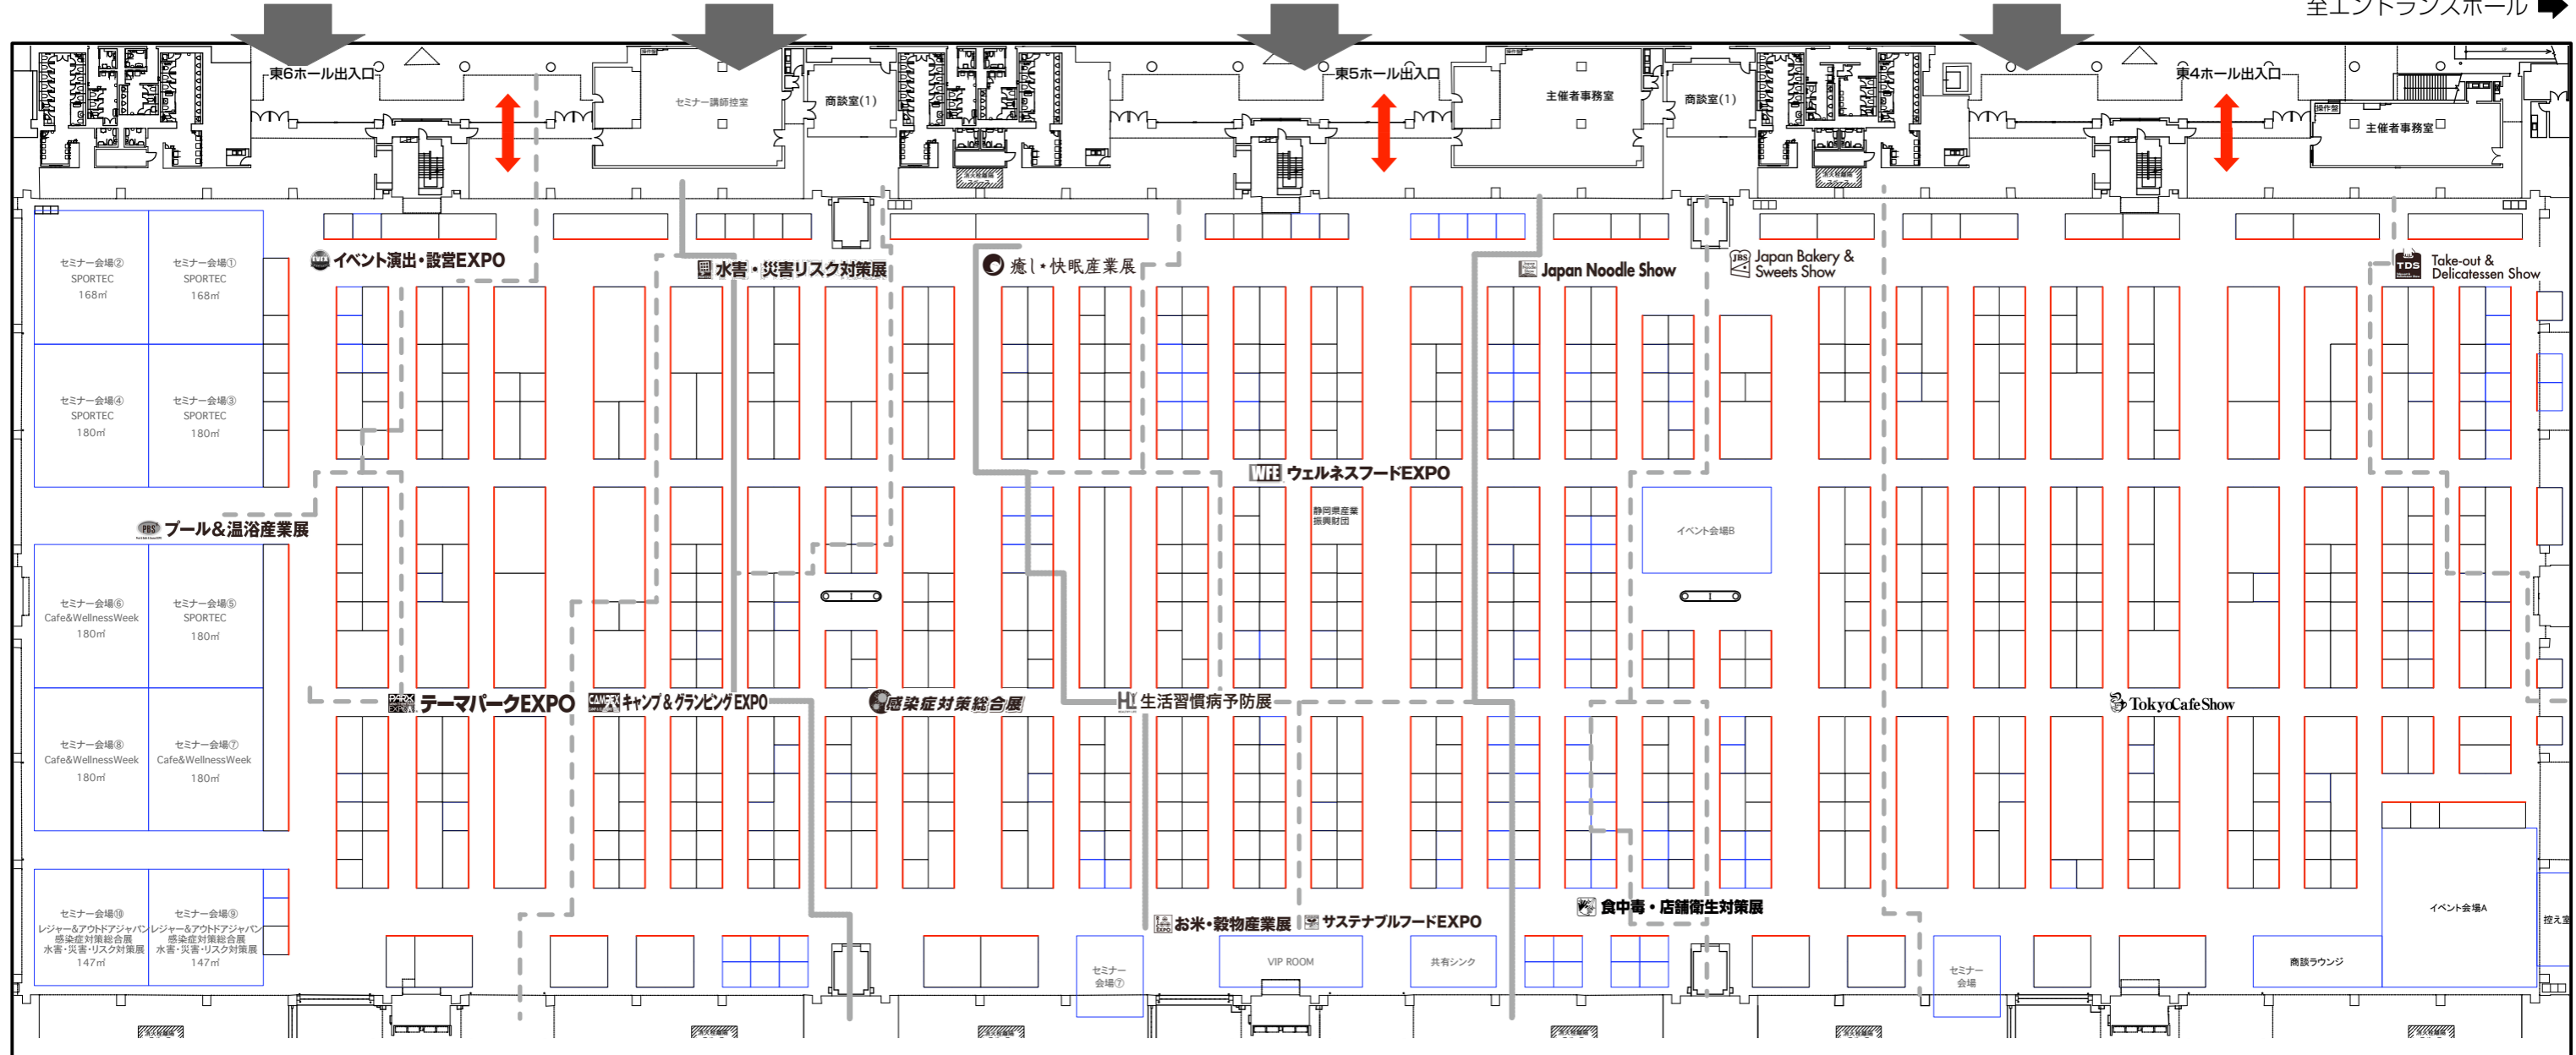 至エントランスホール
東6ホール出入口
セミナー講師控室
商談室(1)
東5ホール出入口
主催者事務室
商談室(1)
東4ホール出入口
操作盤
主催者事務室
セミナー会場②
SPORTEC
168㎡
セミナー会場①
SPORTEC
168㎡
イベント演出・設営EXPO
水害・災害リスク対策展
癒し★快眠産業展
Japan Noodle Show
JBS
Japan Bakery &
Sweets Show
TDS
Take-out &
Delicatessen Show
セミナー会場④
SPORTEC
180㎡
セミナー会場③
SPORTEC
180㎡
WFE ウェルネスフードEXPO
静岡県産業
振興財団
イベント会場B
PBS プール&温浴産業展
セミナー会場⑥
Cafe&WellnessWeek
180㎡
セミナー会場⑤
SPORTEC
180㎡
テーマパークEXPO
キャンプ&グランピングEXPO
感染症対策総合展
生活習慣病予防展
TokyoCafeShow
セミナー会場⑧
Cafe&WellnessWeek
180㎡
セミナー会場⑦
Cafe&WellnessWeek
180㎡
セミナー会場⑩
レジャー&アウトドアジャパン
感染症対策総合展
水害・災害・リスク対策展
147㎡
セミナー会場⑨
レジャー&アウトドアジャパン
感染症対策総合展
水害・災害・リスク対策展
147㎡
お米・穀物産業展
サステナブルフードEXPO
食中毒・店舗衛生対策展
イベント会場A
控え室
セミナー
会場⑦
VIP ROOM
共有シンク
セミナー
会場
商談ラウンジ